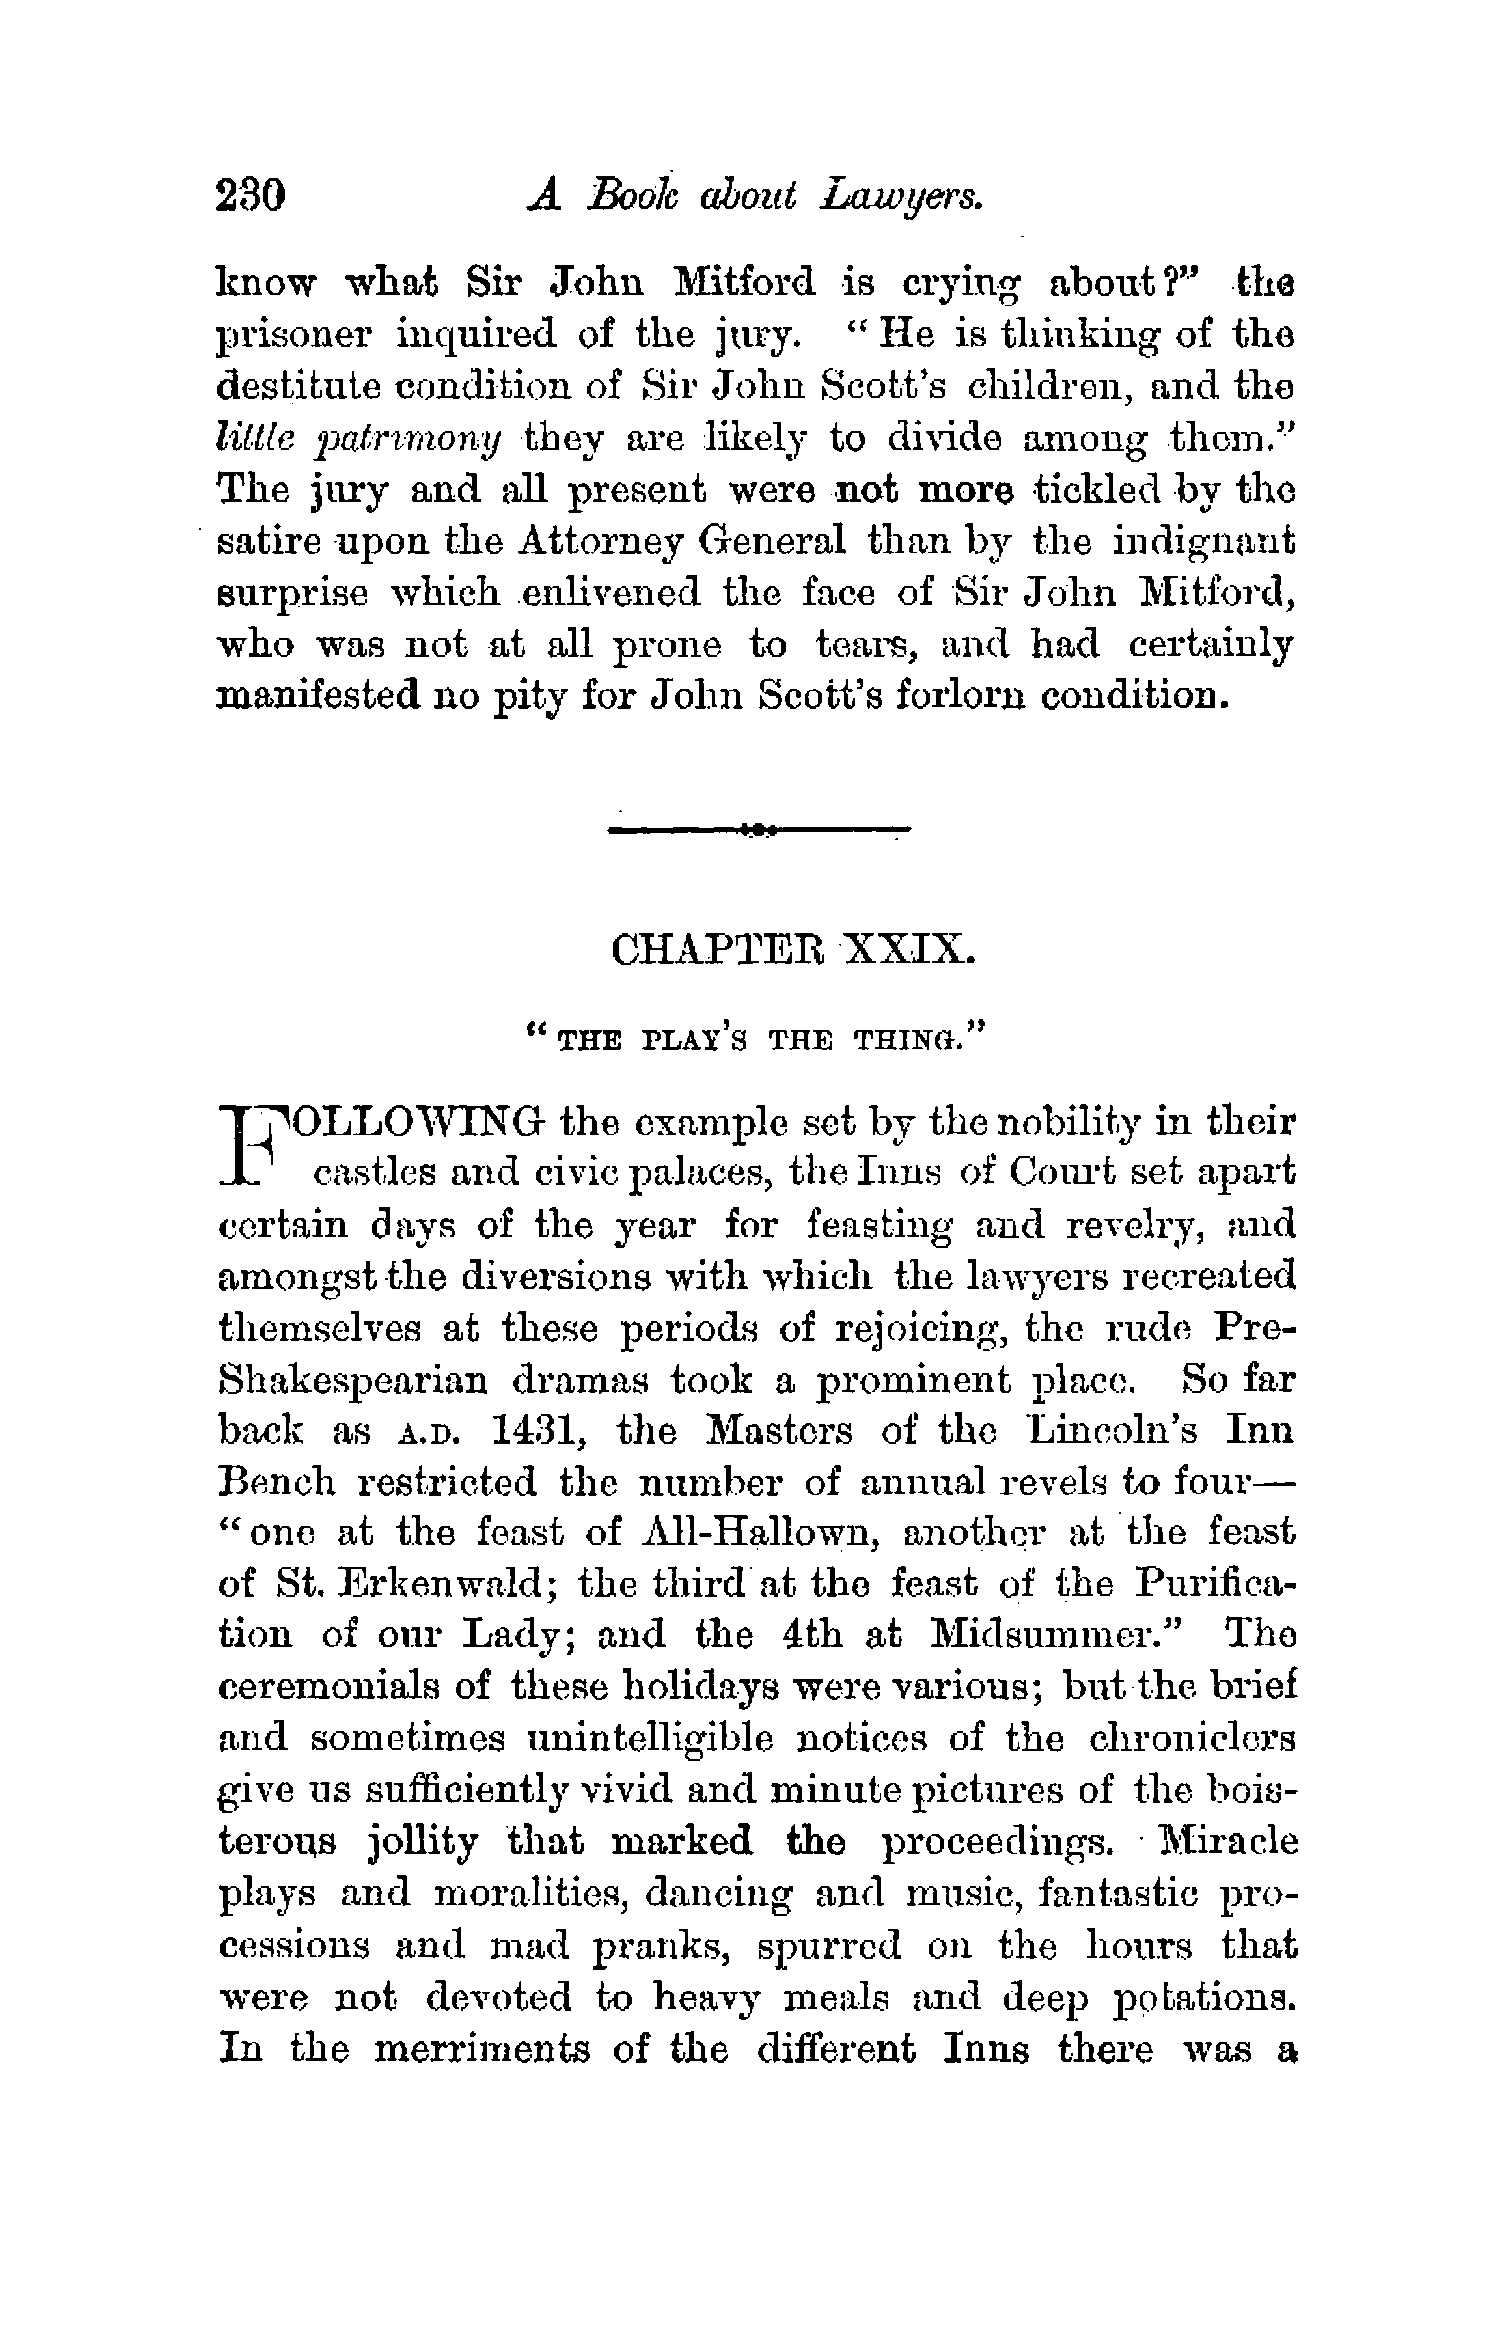 230 A Book about Lawyers.
know what Sir John Mitford is crying about?" the
prisoner inquired of the jury. "He is thinking of the
destitute condition of Sir John Scott's children, and the
little patrimony they are likely to divide among them."
The jury and all present were not more tickled by the
satire upon the Attorney General than by the indignant
surprise which enlivened the face of Sir John Mitford,
who was not at all prone to tears, and had certainly
manifested no pity for John Scott's forlorn condition.
CHAPTER XXIX.
"THE PLAY'S THE THING."
FOLLOWING the example set by the nobility in their
castles and civic palaces, the Inns of Court set apart
certain days of the year for feasting and revelry, and
amongst the diversions with which the lawyers recreated
themselves at these periods of rejoicing, the rude Pre-
Shakespearian dramas took a prominent place. So far
back as A.D. 1431, the Masters of the Lincoln's Inn
Bench restricted the number of annual revels to four—
"one at the feast of All-Hallown, another at the feast
of St. Erkenwald; the third at the feast of the Purifica-
tion of our Lady; and the 4th at Midsummer." The
ceremonials of these holidays were various; but the brief
and sometimes unintelligible notices of the chroniclers
give us sufficiently vivid and minute pictures of the bois-
terous jollity that marked the proceedings. Miracle
plays and moralities, dancing and music, fantastic pro-
cessions and mad pranks, spurred on the hours that
were not devoted to heavy meals and deep potations.
In the merriments of the different Inns there was a